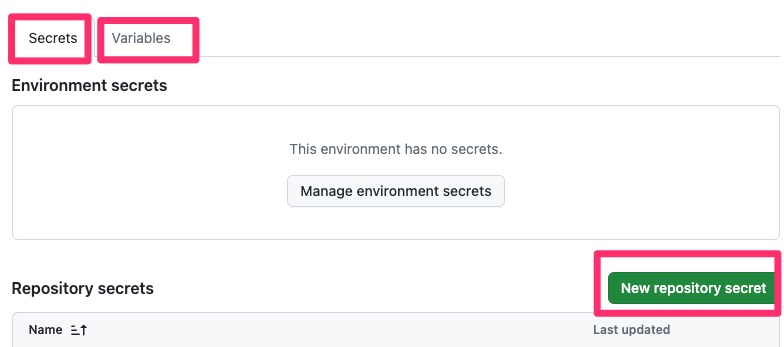 Secrets
Variables
Environment secrets
This environment has no secrets.
Manage environment secrets
Repository secrets
New repository secret
Name
Last updated